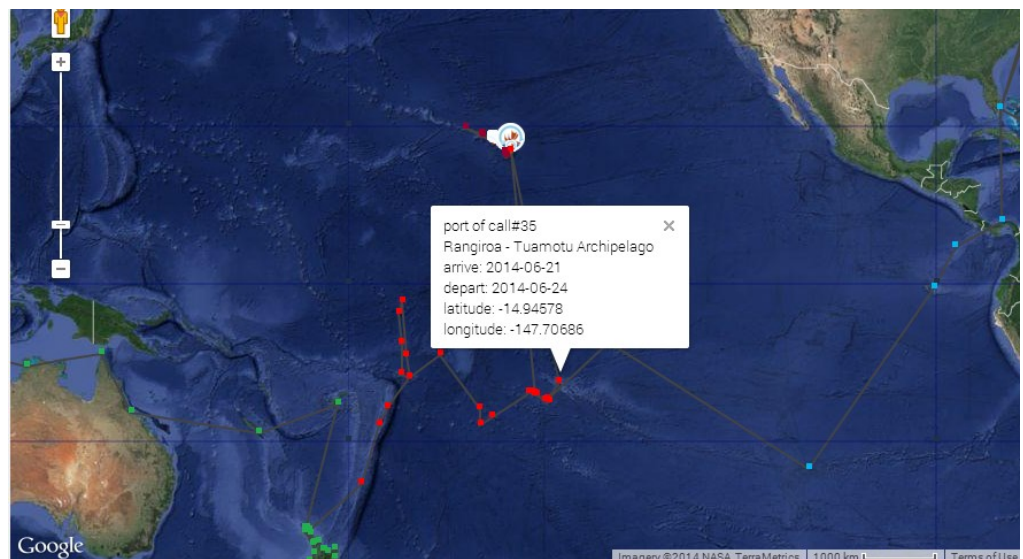 port of call#35
Rangiroa - Tuamotu Archipelago
arrive: 2014-06-21
depart: 2014-06-24
latitude: -14.94578
longitude: -147.70686
Google
Imagery ©2014 NASA, TerraMetrics
1000 km
Terms of Use